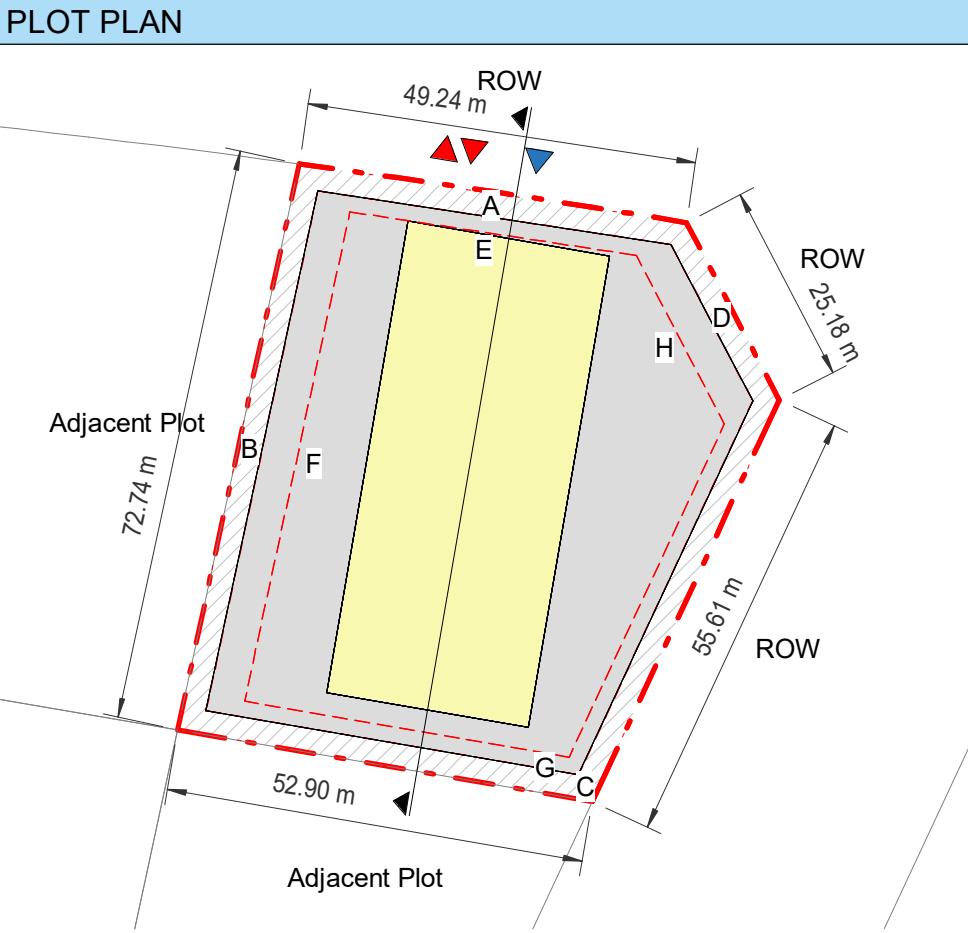 PLOT PLAN
ROW
49.24 m
A
E
ROW
25.18 m
D
H
Adjacent Plot
B
F
72.74 m
55.61 m
ROW
G
C
52.90 m
Adjacent Plot